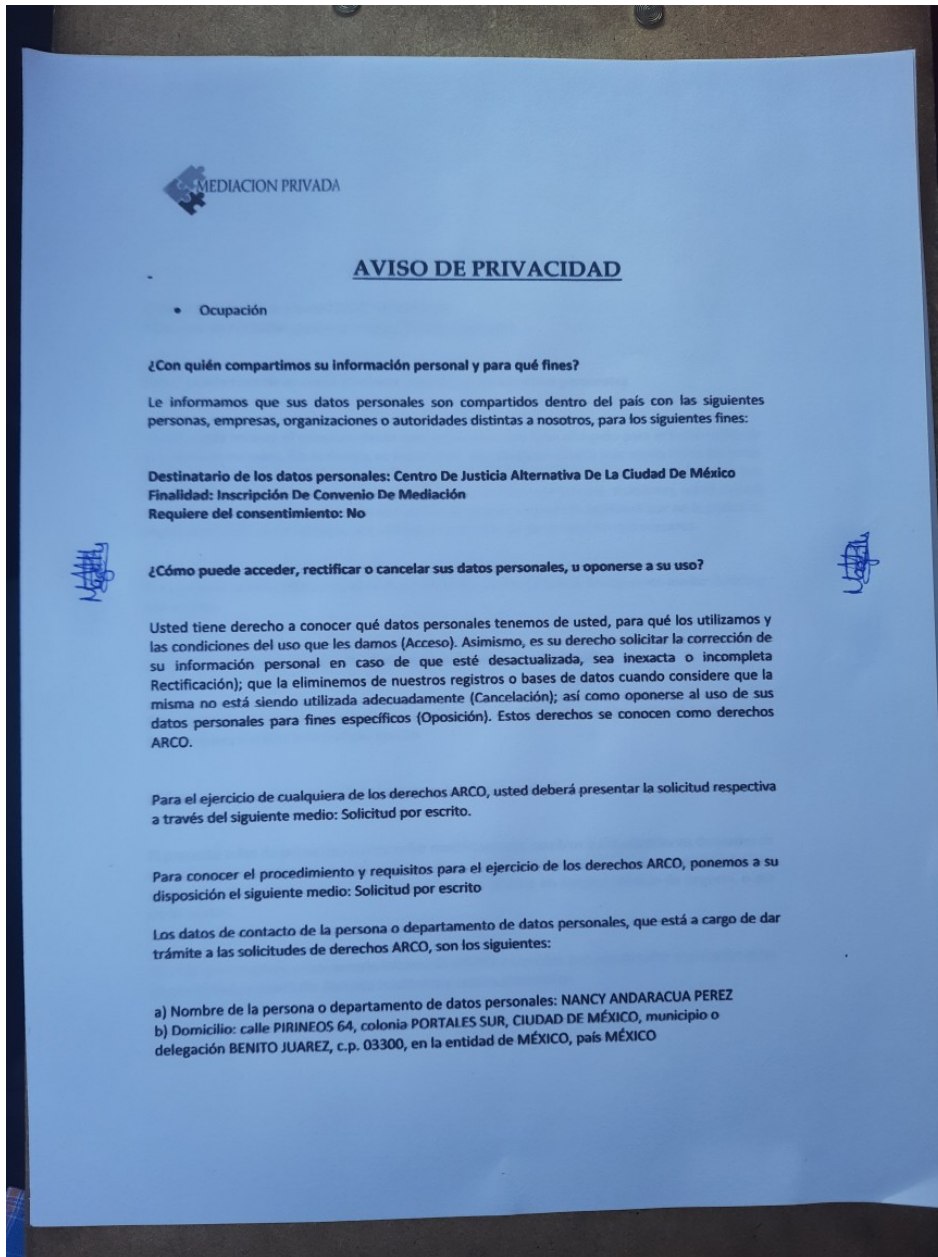 MEDIACION PRIVADA
AVISO DE PRIVACIDAD
-
• Ocupación
¿Con quién compartimos su información personal y para qué fines?
Le informamos que sus datos personales son compartidos dentro del país con las siguientes
personas, empresas, organizaciones o autoridades distintas a nosotros, para los siguientes fines:
Destinatario de los datos personales: Centro De Justicia Alternativa De La Ciudad De México
Finalidad: Inscripción De Convenio De Mediación
Requiere del consentimiento: No
¿Cómo puede acceder, rectificar o cancelar sus datos personales, u oponerse a su uso?
Usted tiene derecho a conocer qué datos personales tenemos de usted, para qué los utilizamos y
las condiciones del uso que les damos (Acceso). Asimismo, es su derecho solicitar la corrección de
su información personal en caso de que esté desactualizada, sea inexacta o incompleta
Rectificación); que la eliminemos de nuestros registros o bases de datos cuando considere que la
misma no está siendo utilizada adecuadamente (Cancelación); así como oponerse al uso de sus
datos personales para fines específicos (Oposición). Estos derechos se conocen como derechos
ARCO.
Para el ejercicio de cualquiera de los derechos ARCO, usted deberá presentar la solicitud respectiva
a través del siguiente medio: Solicitud por escrito.
Para conocer el procedimiento y requisitos para el ejercicio de los derechos ARCO, ponemos a su
disposición el siguiente medio: Solicitud por escrito
Los datos de contacto de la persona o departamento de datos personales, que está a cargo de dar
trámite a las solicitudes de derechos ARCO, son los siguientes:
a) Nombre de la persona o departamento de datos personales: NANCY ANDARACUA PEREZ
b) Domicilio: calle PIRINEOS 64, colonia PORTALES SUR, CIUDAD DE MÉXICO, municipio o
delegación BENITO JUAREZ, c.p. 03300, en la entidad de MÉXICO, país MÉXICO